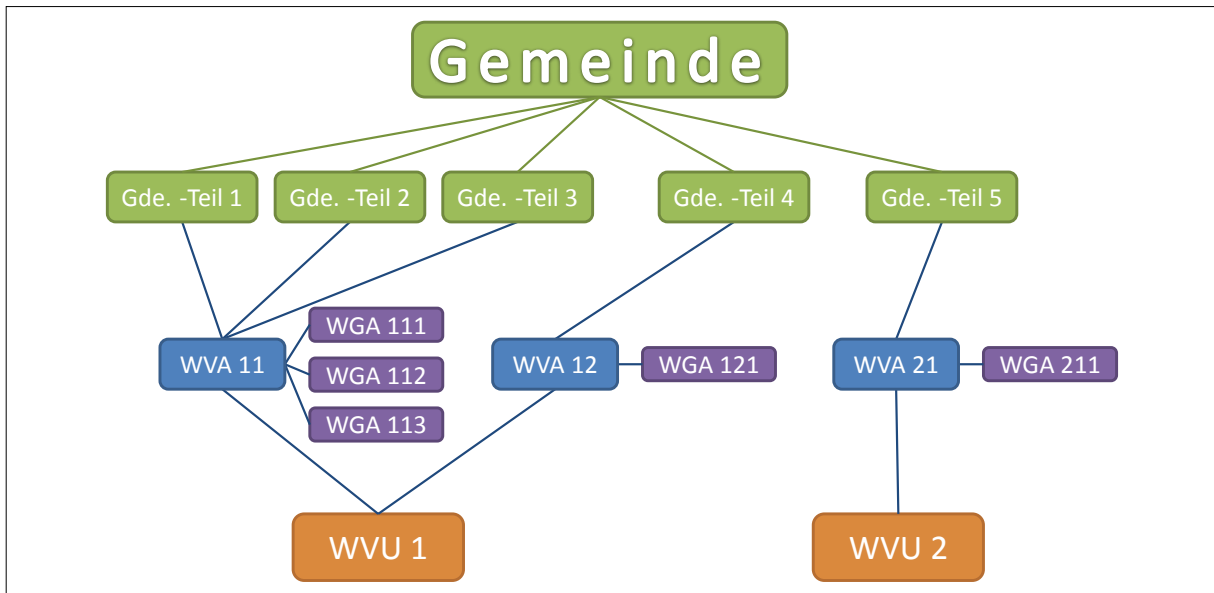 Gemeinde
Gde. -Teil 1
Gde. -Teil 2
Gde. -Teil 3
Gde. -Teil 4
Gde. -Teil 5
WGA 111
WVA 11
WGA 112
WGA 113
WVA 12
WGA 121
WVA 21
WGA 211
WVU 1
WVU 2